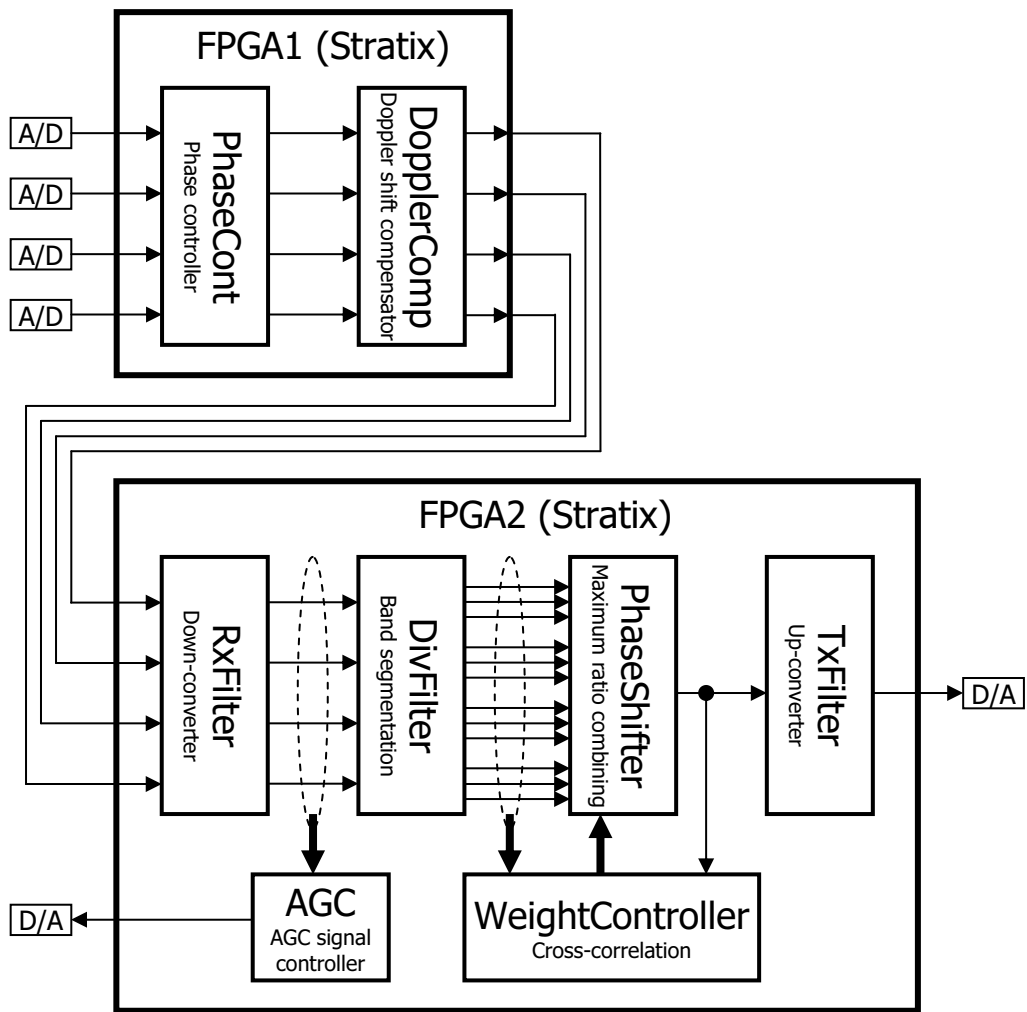 FPGA1 (Stratix)
A/D
A/D
A/D
A/D
PhaseCont
Phase controller
DopplerComp
Doppler shift compensator
FPGA2 (Stratix)
RxFilter
Down-converter
DivFilter
Band segmentation
PhaseShifter
Maximum ratio combining
TxFilter
Up-converter
D/A
AGC
AGC signal
controller
WeightController
Cross-correlation
D/A